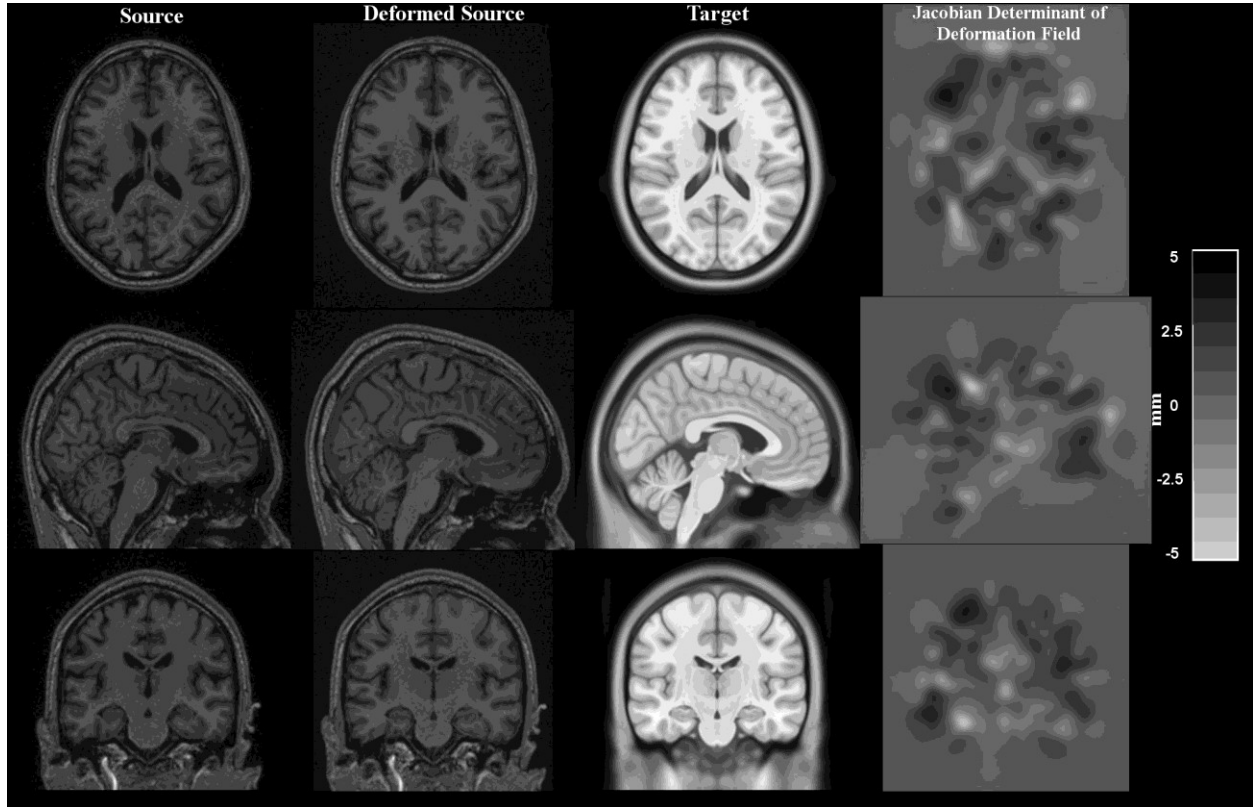 Source
Deformed Source
Target
Jacobian Determinant of
Deformation Field
5
2.5
0
-2.5
-5
mm